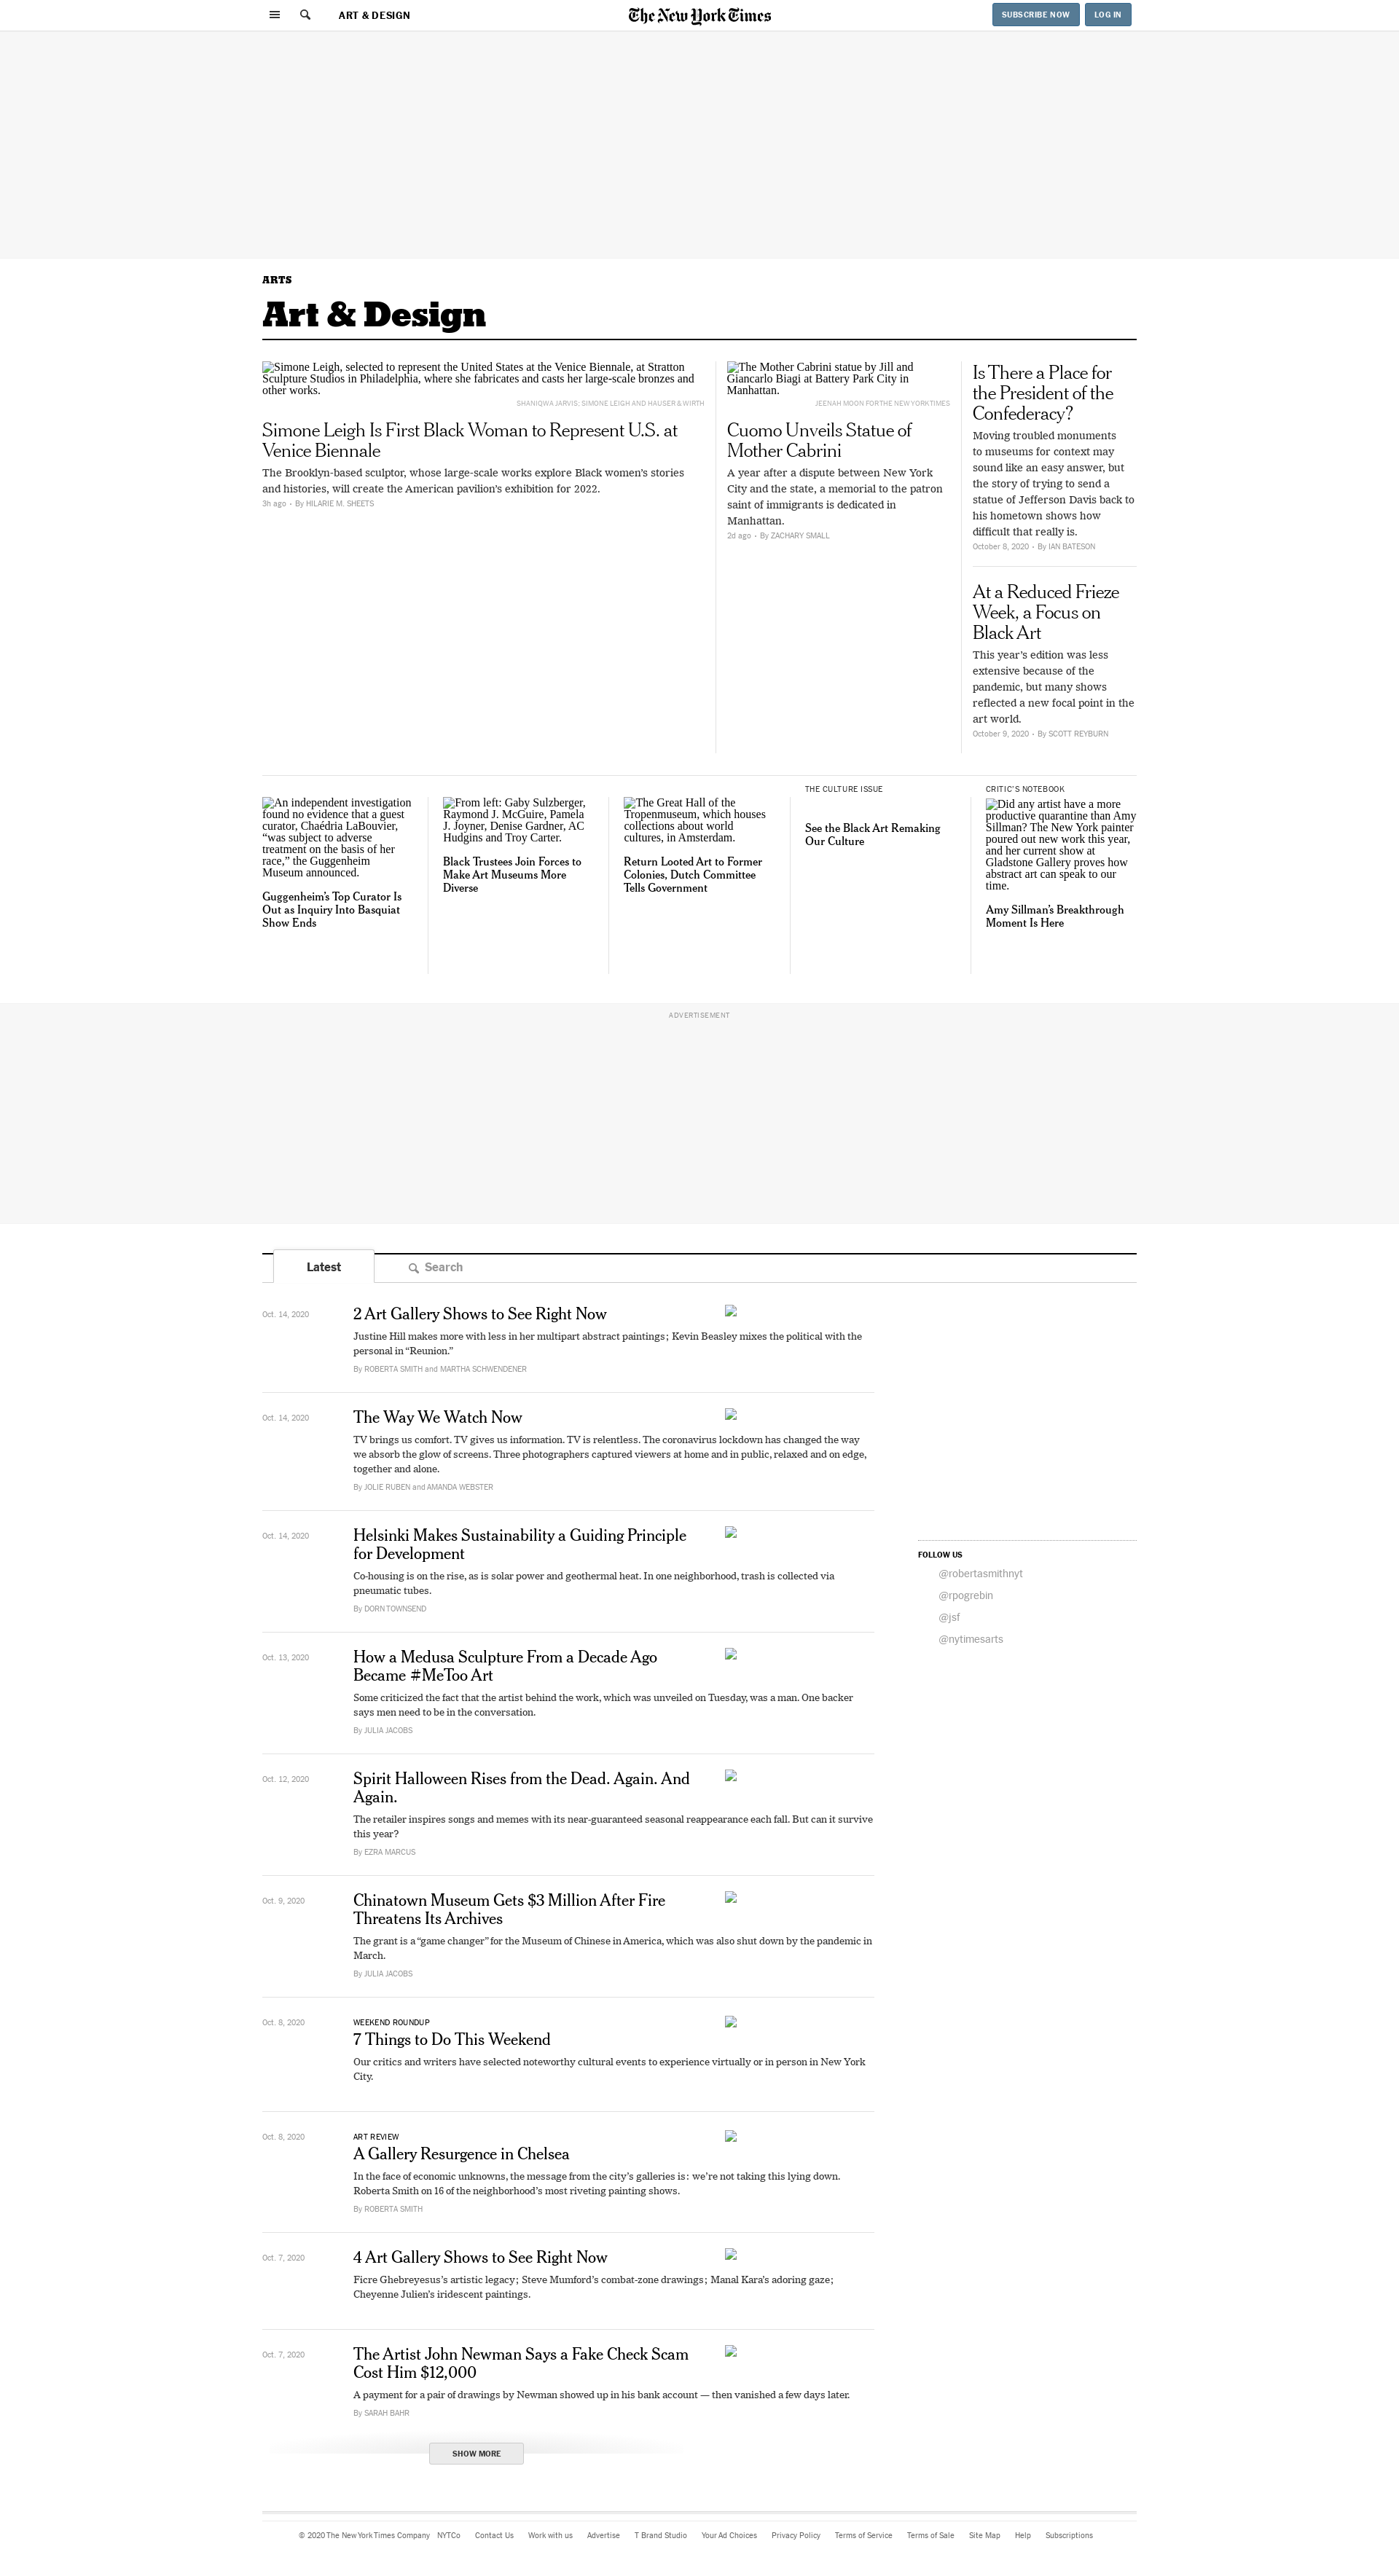 ART & DESIGN
The New York Times
SUBSCRIBE NOW
LOG IN
ARTS
Art & Design
Simone Leigh, selected to represent the United States at the Venice Biennale, at Stratton
Sculpture Studios in Philadelphia, where she fabricates and casts her large-scale bronzes and
other works.
SHANIQWA JARVIS; SIMONE LEIGH AND HAUSER & WIRTH
Simone Leigh Is First Black Woman to Represent U.S. at
Venice Biennale
The Brooklyn-based sculptor, whose large-scale works explore Black women’s stories
and histories, will create the American pavilion’s exhibition for 2022.
3h ago • By HILARIE M. SHEETS
The Mother Cabrini statue by Jill and
Giancarlo Biagi at Battery Park City in
Manhattan.
JEENAH MOON FOR THE NEW YORK TIMES
Cuomo Unveils Statue of
Mother Cabrini
A year after a dispute between New York
City and the state, a memorial to the patron
saint of immigrants is dedicated in
Manhattan.
2d ago • By ZACHARY SMALL
Is There a Place for
the President of the
Confederacy?
Moving troubled monuments
to museums for context may
sound like an easy answer, but
the story of trying to send a
statue of Jefferson Davis back to
his hometown shows how
difficult that really is.
October 8, 2020 • By IAN BATESON
At a Reduced Frieze
Week, a Focus on
Black Art
This year’s edition was less
extensive because of the
pandemic, but many shows
reflected a new focal point in the
art world.
October 9, 2020 • By SCOTT REYBURN
An independent investigation
found no evidence that a guest
curator, Chaédria LaBouvier,
“was subject to adverse
treatment on the basis of her
race,” the Guggenheim
Museum announced.
Guggenheim’s Top Curator Is
Out as Inquiry Into Basquiat
Show Ends
From left: Gaby Sulzberger,
Raymond J. McGuire, Pamela
J. Joyner, Denise Gardner, AC
Hudgins and Troy Carter.
Black Trustees Join Forces to
Make Art Museums More
Diverse
The Great Hall of the
Tropenmuseum, which houses
collections about world
cultures, in Amsterdam.
Return Looted Art to Former
Colonies, Dutch Committee
Tells Government
THE CULTURE ISSUE
See the Black Art Remaking
Our Culture
CRITIC’S NOTEBOOK
Did any artist have a more
productive quarantine than Amy
Sillman? The New York painter
poured out new work this year,
and her current show at
Gladstone Gallery proves how
abstract art can speak to our
time.
Amy Sillman’s Breakthrough
Moment Is Here
ADVERTISEMENT
Latest
Search
Oct. 14, 2020
2 Art Gallery Shows to See Right Now
Justine Hill makes more with less in her multipart abstract paintings; Kevin Beasley mixes the political with the
personal in “Reunion.”
By ROBERTA SMITH and MARTHA SCHWENDENER
Oct. 14, 2020
The Way We Watch Now
TV brings us comfort. TV gives us information. TV is relentless. The coronavirus lockdown has changed the way
we absorb the glow of screens. Three photographers captured viewers at home and in public, relaxed and on edge,
together and alone.
By JOLIE RUBEN and AMANDA WEBSTER
Oct. 14, 2020
Helsinki Makes Sustainability a Guiding Principle
for Development
Co-housing is on the rise, as is solar power and geothermal heat. In one neighborhood, trash is collected via
pneumatic tubes.
By DORN TOWNSEND
Oct. 13, 2020
How a Medusa Sculpture From a Decade Ago
Became #MeToo Art
Some criticized the fact that the artist behind the work, which was unveiled on Tuesday, was a man. One backer
says men need to be in the conversation.
By JULIA JACOBS
Oct. 12, 2020
Spirit Halloween Rises from the Dead. Again. And
Again.
The retailer inspires songs and memes with its near-guaranteed seasonal reappearance each fall. But can it survive
this year?
By EZRA MARCUS
Oct. 9, 2020
Chinatown Museum Gets $3 Million After Fire
Threatens Its Archives
The grant is a “game changer” for the Museum of Chinese in America, which was also shut down by the pandemic in
March.
By JULIA JACOBS
Oct. 8, 2020
WEEKEND ROUNDUP
7 Things to Do This Weekend
Our critics and writers have selected noteworthy cultural events to experience virtually or in person in New York
City.
Oct. 8, 2020
ART REVIEW
A Gallery Resurgence in Chelsea
In the face of economic unknowns, the message from the city’s galleries is: we’re not taking this lying down.
Roberta Smith on 16 of the neighborhood’s most riveting painting shows.
By ROBERTA SMITH
Oct. 7, 2020
4 Art Gallery Shows to See Right Now
Ficre Ghebreyesus’s artistic legacy; Steve Mumford’s combat-zone drawings; Manal Kara’s adoring gaze;
Cheyenne Julien’s iridescent paintings.
Oct. 7, 2020
The Artist John Newman Says a Fake Check Scam
Cost Him $12,000
A payment for a pair of drawings by Newman showed up in his bank account — then vanished a few days later.
By SARAH BAHR
SHOW MORE
FOLLOW US
@robertasmithnyt
@rpogrebin
@jsf
@nytimesarts
© 2020 The New York Times Company NYTCo Contact Us Work with us Advertise T Brand Studio Your Ad Choices Privacy Policy Terms of Service Terms of Sale Site Map Help Subscriptions